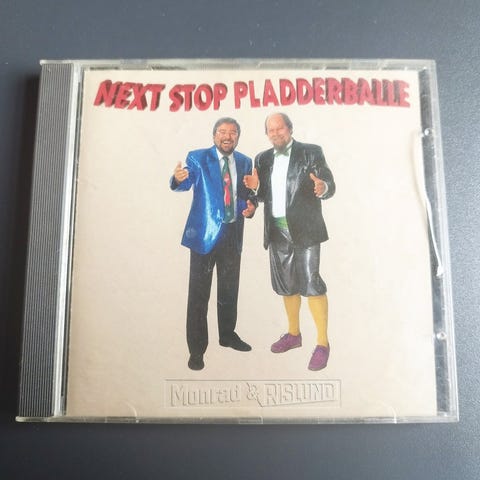 NEXT STOP PLADDERBALLE
Monrad & RISLUND